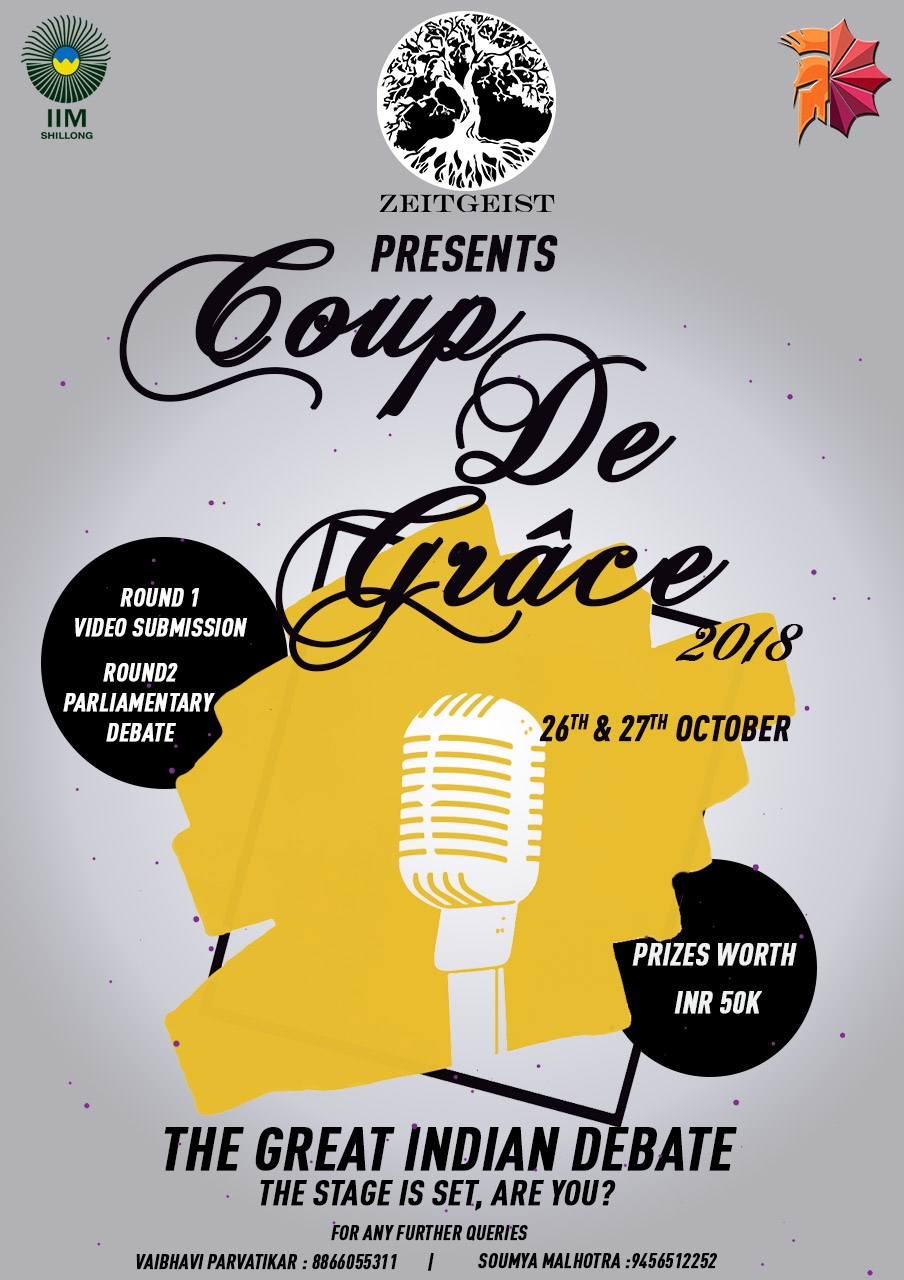 IIM
SHILLONG
ZEITGEIST
PRESENTS
Coup
De
Grâce
2018
ROUND 1
VIDEO SUBMISSION
ROUND2
PARLIAMENTARY
DEBATE
26TH & 27TH OCTOBER
PRIZES WORTH
INR 50K
THE GREAT INDIAN DEBATE
THE STAGE IS SET, ARE YOU?
FOR ANY FURTHER QUERIES
VAIBHAVI PARVATIKAR : 8866055311 | SOUMYA MALHOTRA :9456512252